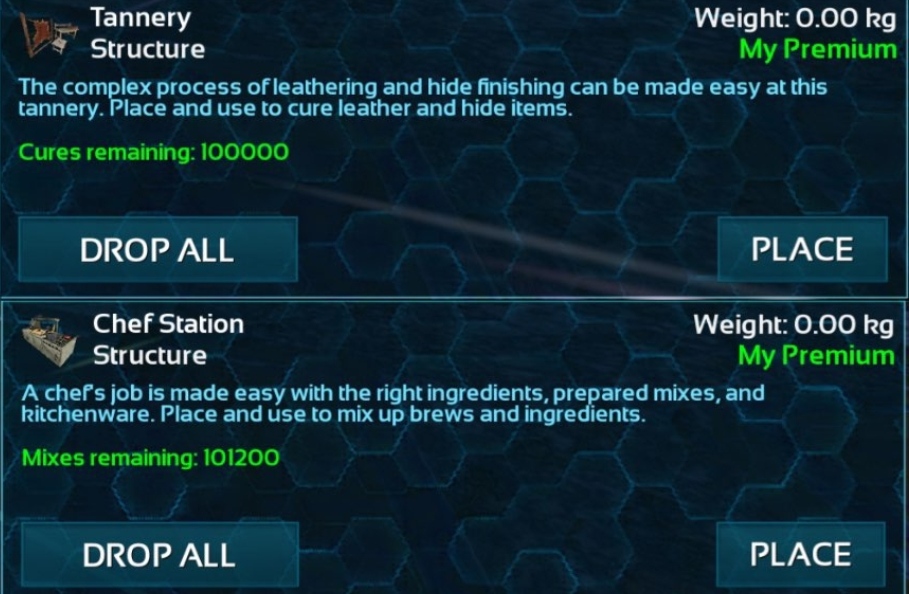 Tannery
Structure
Weight: 0.00 kg
My Premium
The complex process of leathering and hide finishing can be made easy at this
tannery. Place and use to cure leather and hide items.
Cures remaining: 100000
DROP ALL
PLACE
Chef Station
Structure
Weight: 0.00 kg
My Premium
A chef's job is made easy with the right ingredients, prepared mixes, and
kitchenware. Place and use to mix up brews and ingredients.
Mixes remaining: 101200
DROP ALL
PLACE